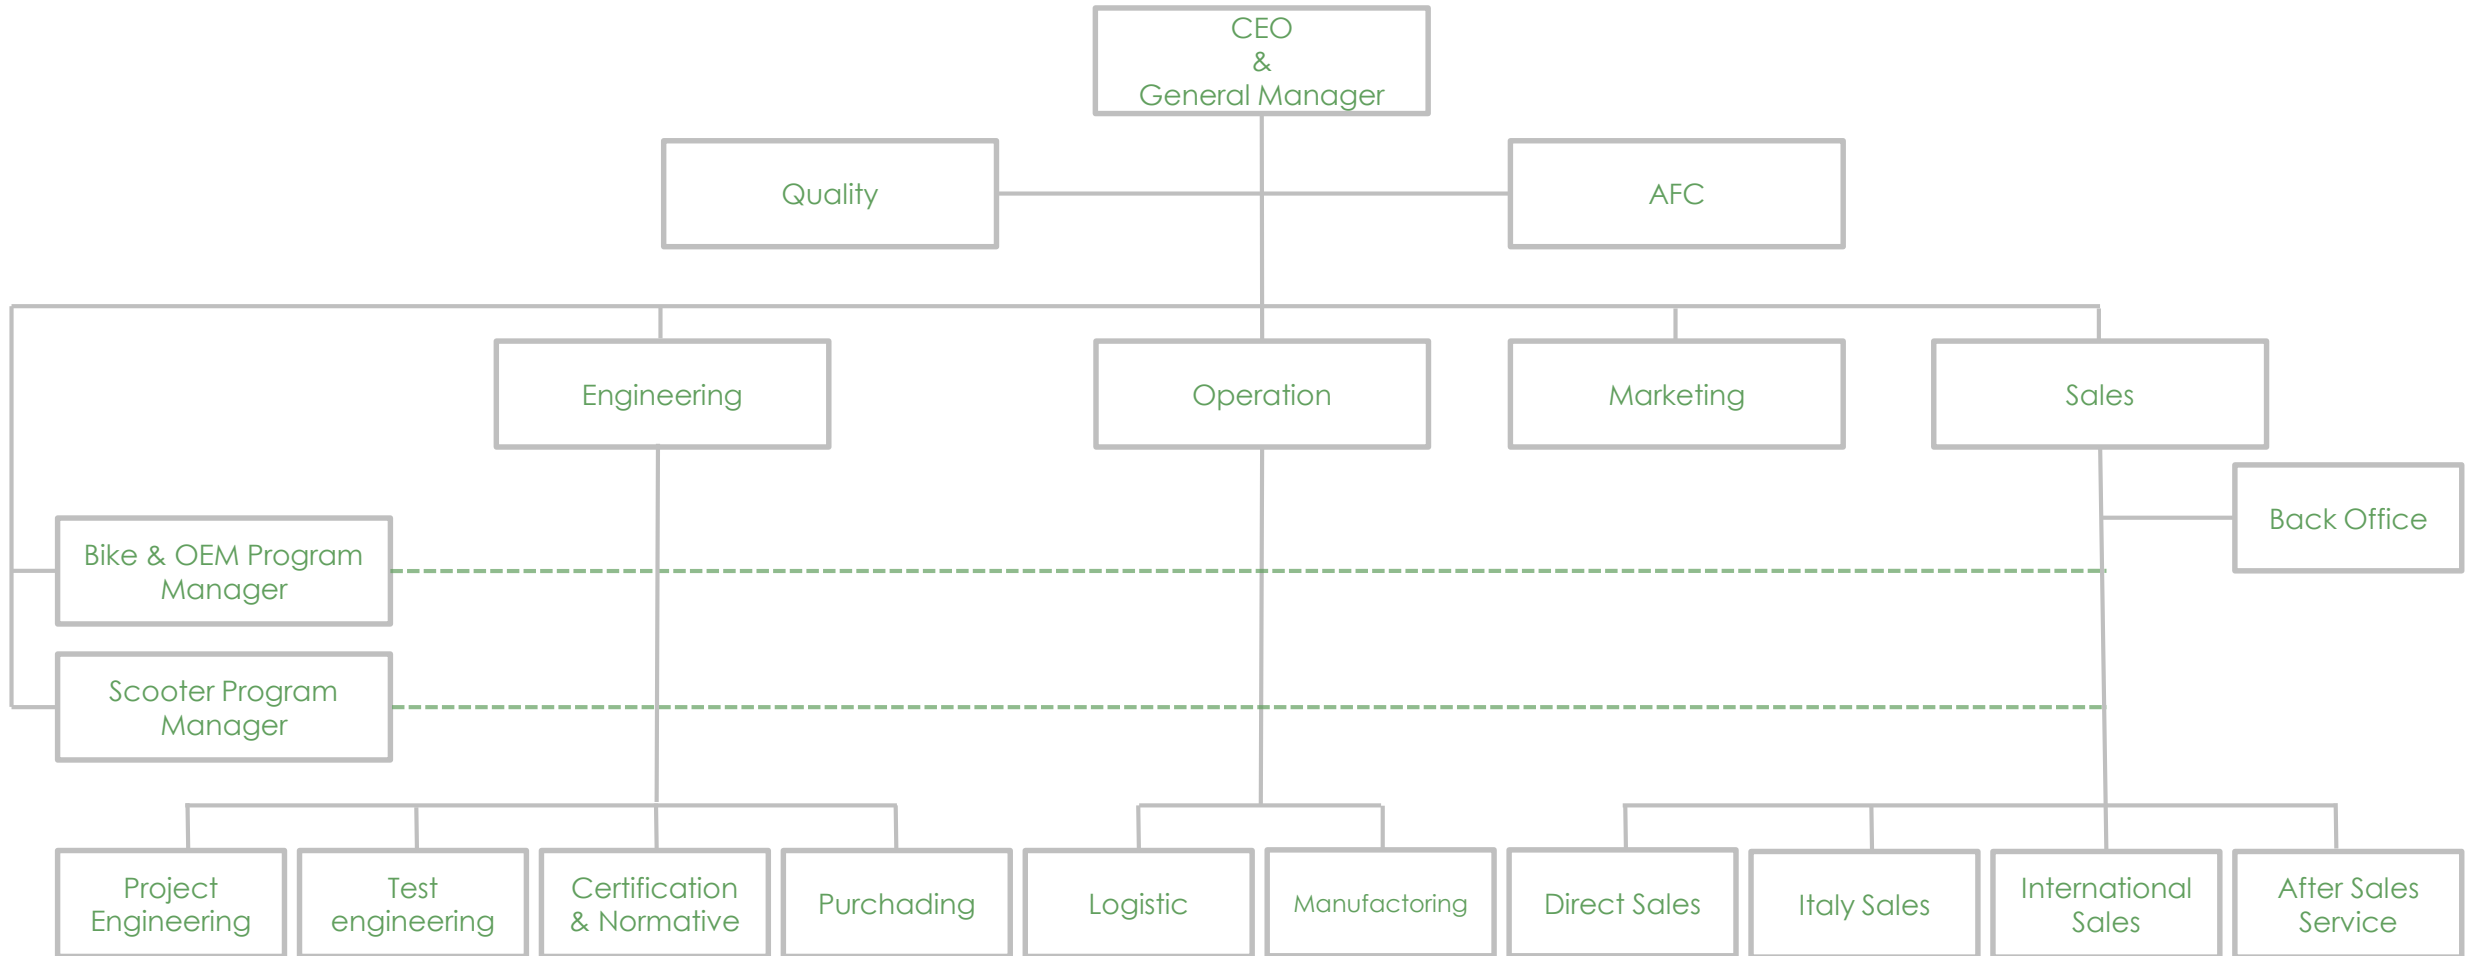 CEO
&
General Manager
Quality
AFC
Engineering
Operation
Marketing
Sales
Back Office
Bike & OEM Program
Manager
Scooter Program
Manager
Project
Engineering
Test
engineering
Certification
& Normative
Purchading
Logistic
Manufactoring
Direct Sales
Italy Sales
International
Sales
After Sales
Service